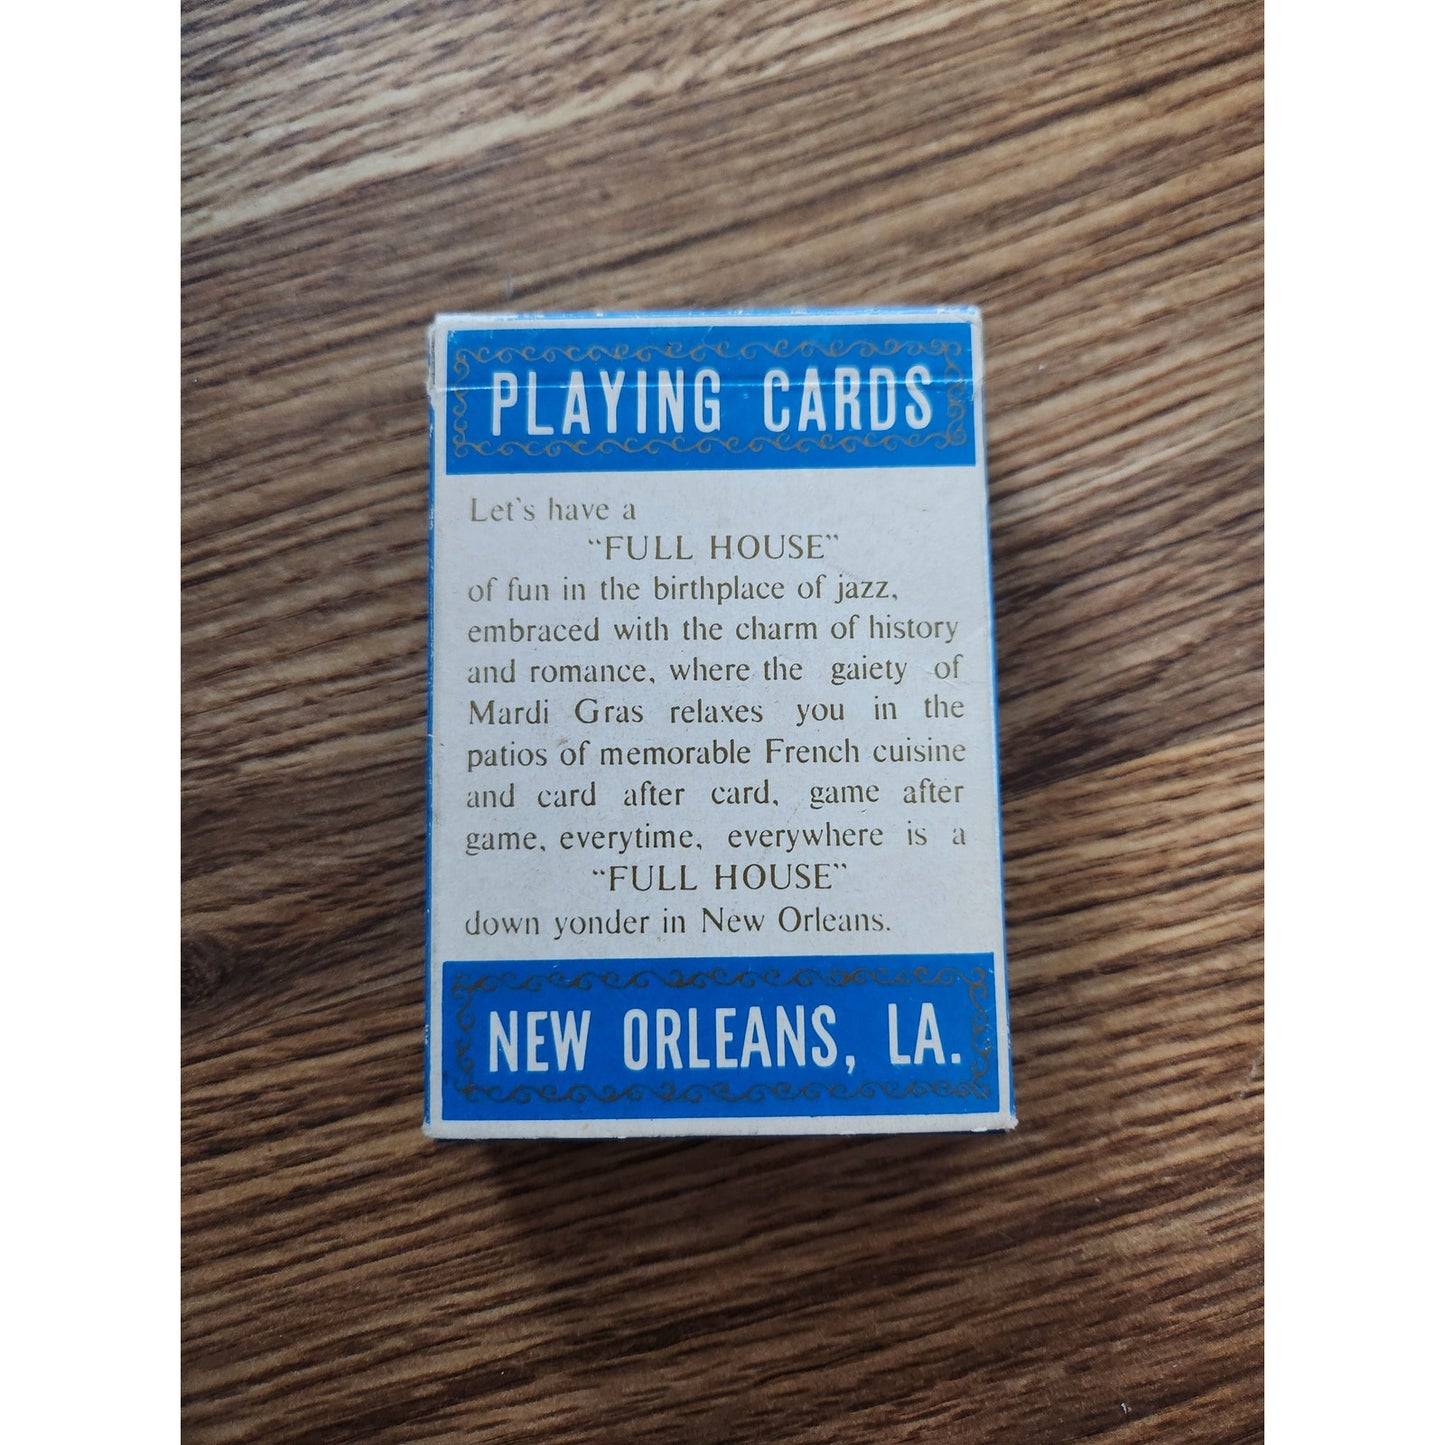 PLAYING CARDS
Let's have a
"FULL HOUSE"
of fun in the birthplace of jazz,
embraced with the charm of history
and romance, where the gaiety of
Mardi Gras relaxes you in the
patios of memorable French cuisine
and card after card, game after
game, everytime, everywhere is a
"FULL HOUSE"
down yonder in New Orleans.
NEW ORLEANS, LA.